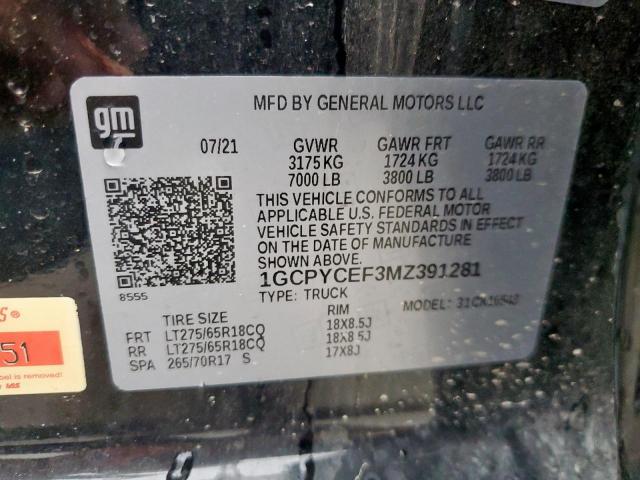 gm
MFD BY GENERAL MOTORS LLC
07/21 GVWR GAWR FRT GAWR RR
3175 KG 1724 KG 1724 KG
7000 LB 3800 LB 3800 LB
THIS VEHICLE CONFORMS TO ALL
APPLICABLE U.S. FEDERAL MOTOR
VEHICLE SAFETY STANDARDS IN EFFECT
ON THE DATE OF MANUFACTURE
SHOWN ABOVE.
1GCPYCEF3MZ391281
8555
TYPE: TRUCK MODEL:
TIRE SIZE RIM
FRT LT275/65R18CQ 18X8.5J
RR LT275/65R18CQ 18X8.5J
SPA 265/70R17 S 17X8J
51
is removed!